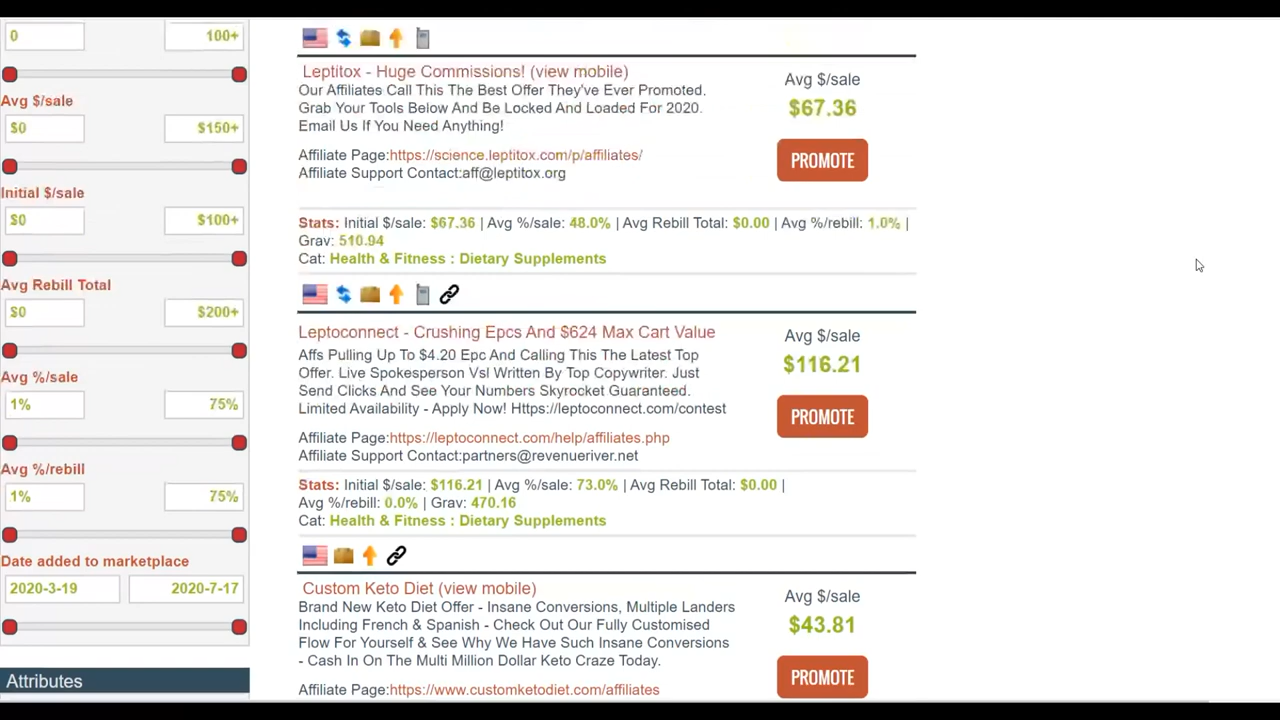 0
100+
Avg $/sale
$0
$150+
Initial $/sale
$0
$100+
Avg Rebill Total
$0
$200+
Avg %/sale
1%
75%
Avg %/rebill
1%
75%
Date added to marketplace
2020-3-19
2020-7-17
Attributes
Leptitox - Huge Commissions! (view mobile)
Our Affiliates Call This The Best Offer They've Ever Promoted.
Grab Your Tools Below And Be Locked And Loaded For 2020.
Email Us If You Need Anything!
Affiliate Page:https://science.leptitox.com/p/affiliates/
Affiliate Support Contact:aff@leptitox.org
Avg $/sale
$67.36
PROMOTE
Stats: Initial $/sale: $67.36 | Avg %/sale: 48.0% | Avg Rebill Total: $0.00 | Avg %/rebill: 1.0% |
Grav: 510.94
Cat: Health & Fitness : Dietary Supplements
Leptoconnect - Crushing Epcs And $624 Max Cart Value
Affs Pulling Up To $4.20 Epc And Calling This The Latest Top
Offer. Live Spokesperson Vsl Written By Top Copywriter. Just
Send Clicks And See Your Numbers Skyrocket Guaranteed.
Limited Availability - Apply Now! Https://leptoconnect.com/contest
Affiliate Page:https://leptoconnect.com/help/affiliates.php
Affiliate Support Contact:partners@revenueriver.net
Avg $/sale
$116.21
PROMOTE
Stats: Initial $/sale: $116.21 | Avg %/sale: 73.0% | Avg Rebill Total: $0.00 |
Avg %/rebill: 0.0% | Grav: 470.16
Cat: Health & Fitness : Dietary Supplements
Custom Keto Diet (view mobile)
Brand New Keto Diet Offer - Insane Conversions, Multiple Landers
Including French & Spanish - Check Out Our Fully Customised
Flow For Yourself & See Why We Have Such Insane Conversions
- Cash In On The Multi Million Dollar Keto Craze Today.
Affiliate Page:https://www.customketodiet.com/affiliates
Avg $/sale
$43.81
PROMOTE